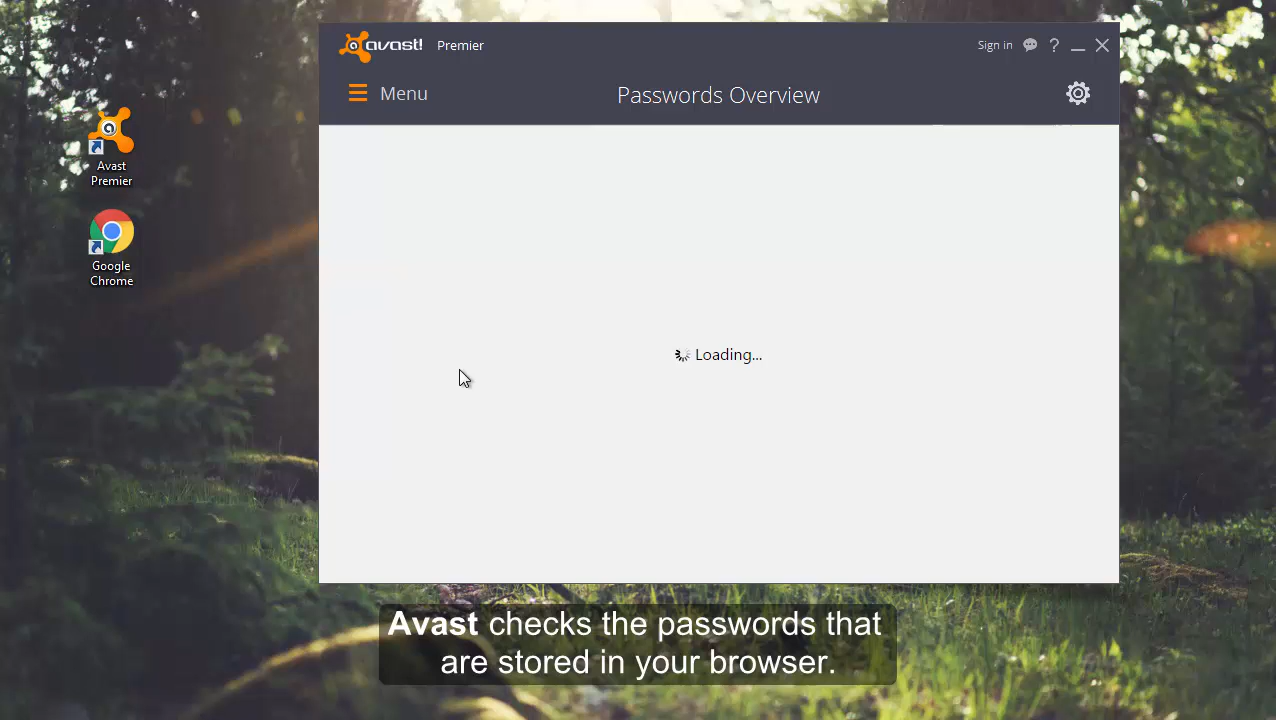 avast! Premier
Sign in
?
Menu
Passwords Overview
Avast
Premier
Google
Chrome
Loading...
Avast checks the passwords that
are stored in your browser.